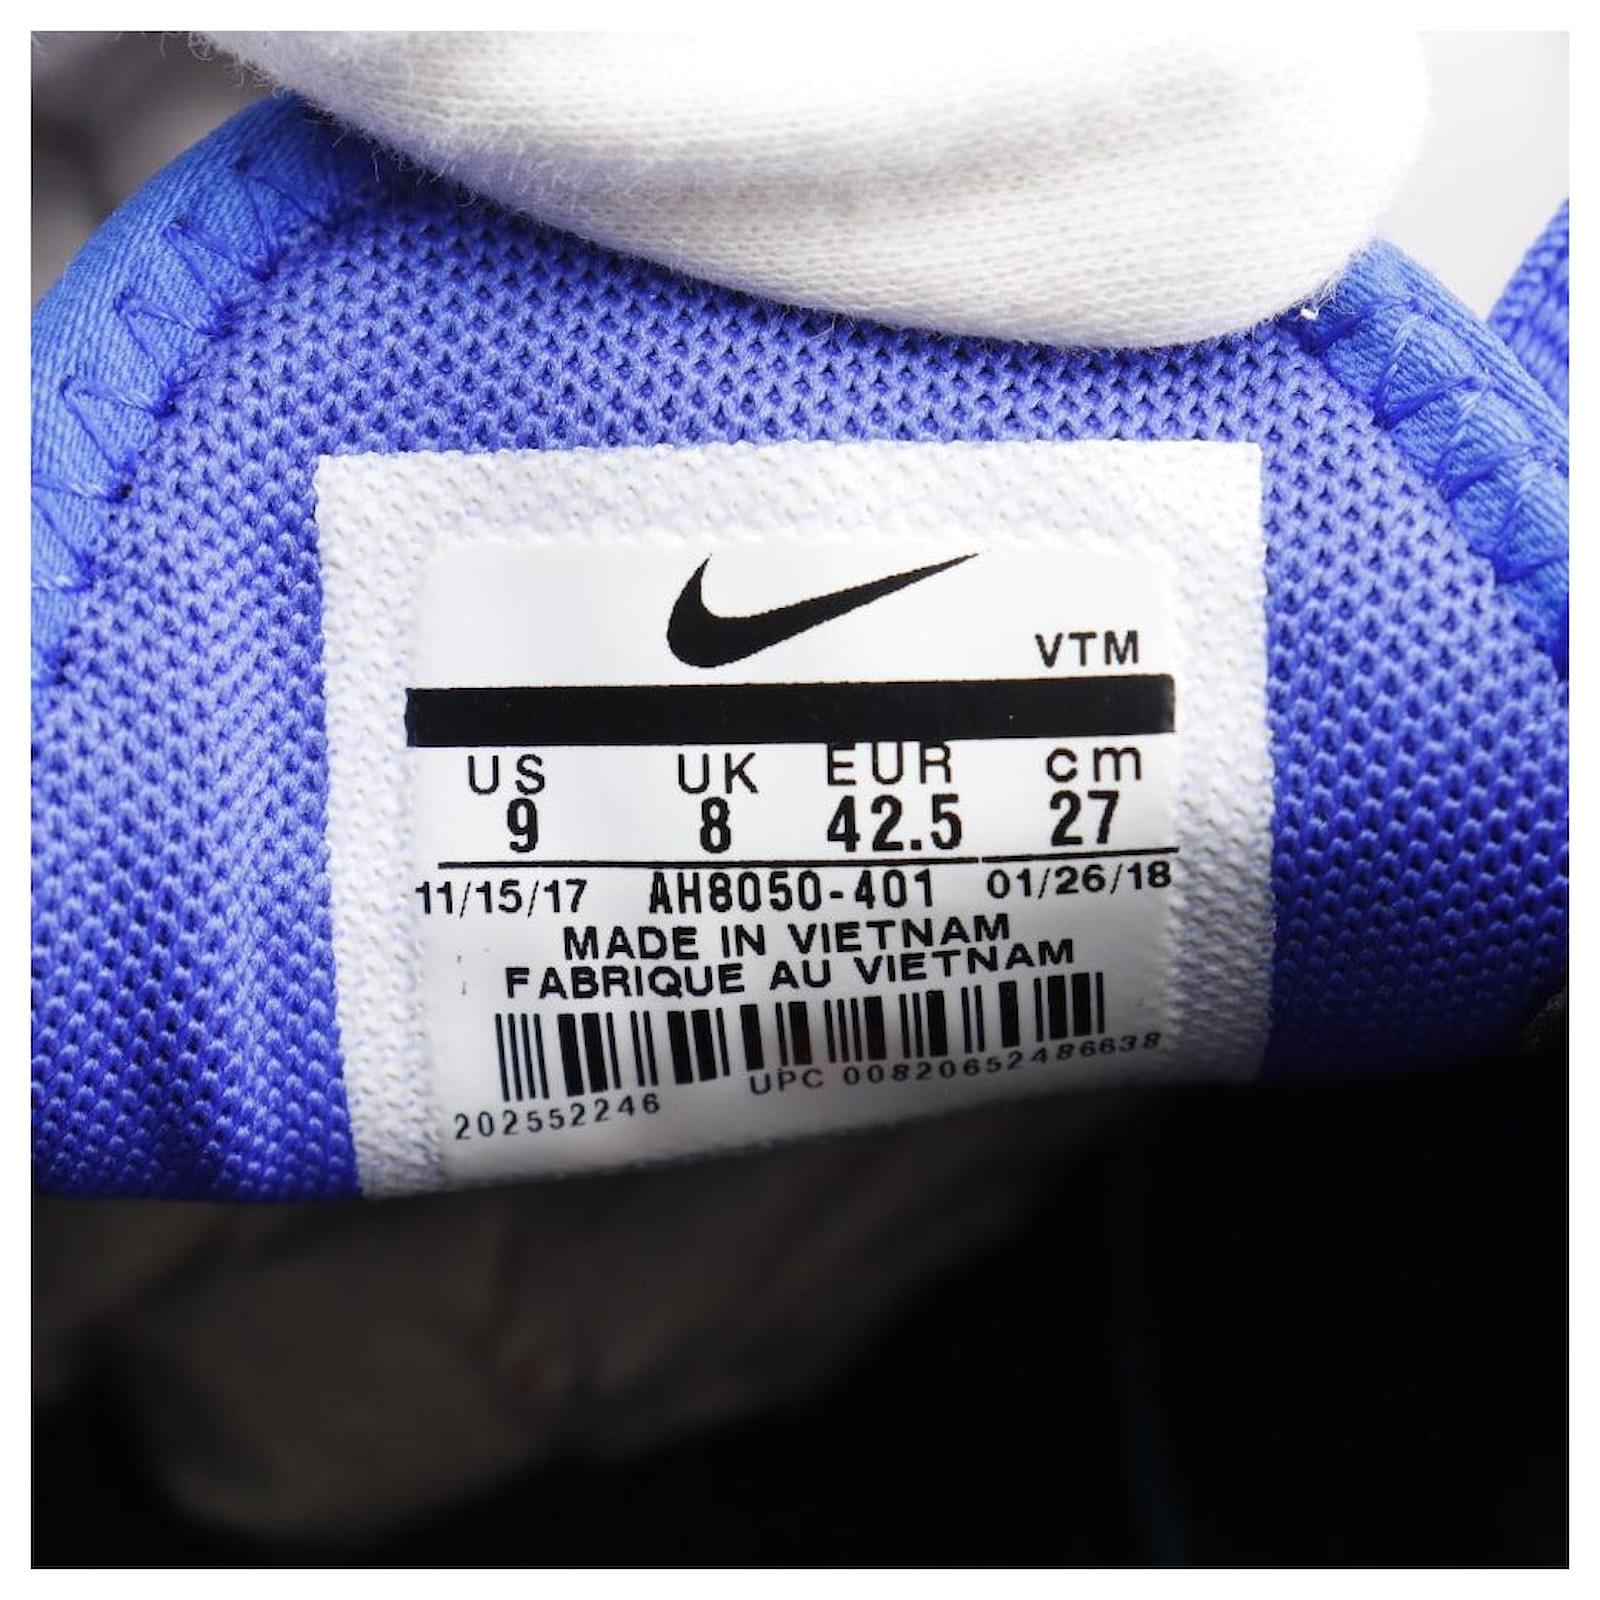 VTM
US UK EUR cm
9 8 42.5 27
11/15/17 AH8050-401 01/26/18
MADE IN VIETNAM
FABRIQUE AU VIETNAM
202552246 UPC 00820652486638